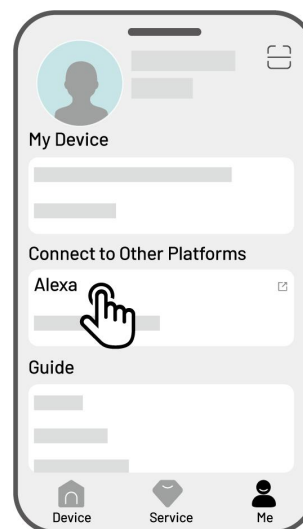 My Device
Connect to Other Platforms
Alexa
Guide
Device Service Me